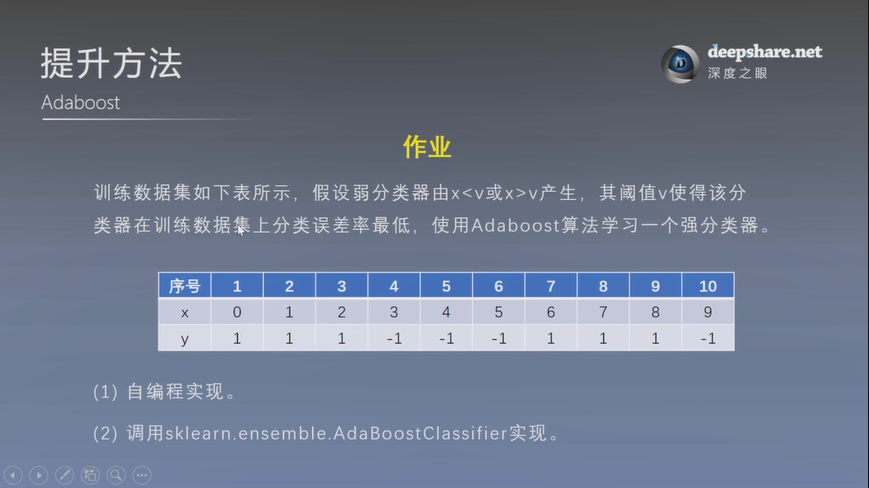 提升方法
Adaboost
deepshare.net
深度之眼
作业
训练数据集如下表所示，假设弱分类器由x<v或x>v产生，其阈值v使得该分
类器在训练数据集上分类误差率最低，使用Adaboost算法学习一个强分类器。
序号 1 2 3 4 5 6 7 8 9 10
x 0 1 2 3 4 5 6 7 8 9
y 1 1 1 -1 -1 -1 1 1 1 -1
(1) 自编程实现。
(2) 调用sklearn.ensemble.AdaBoostClassifier实现。